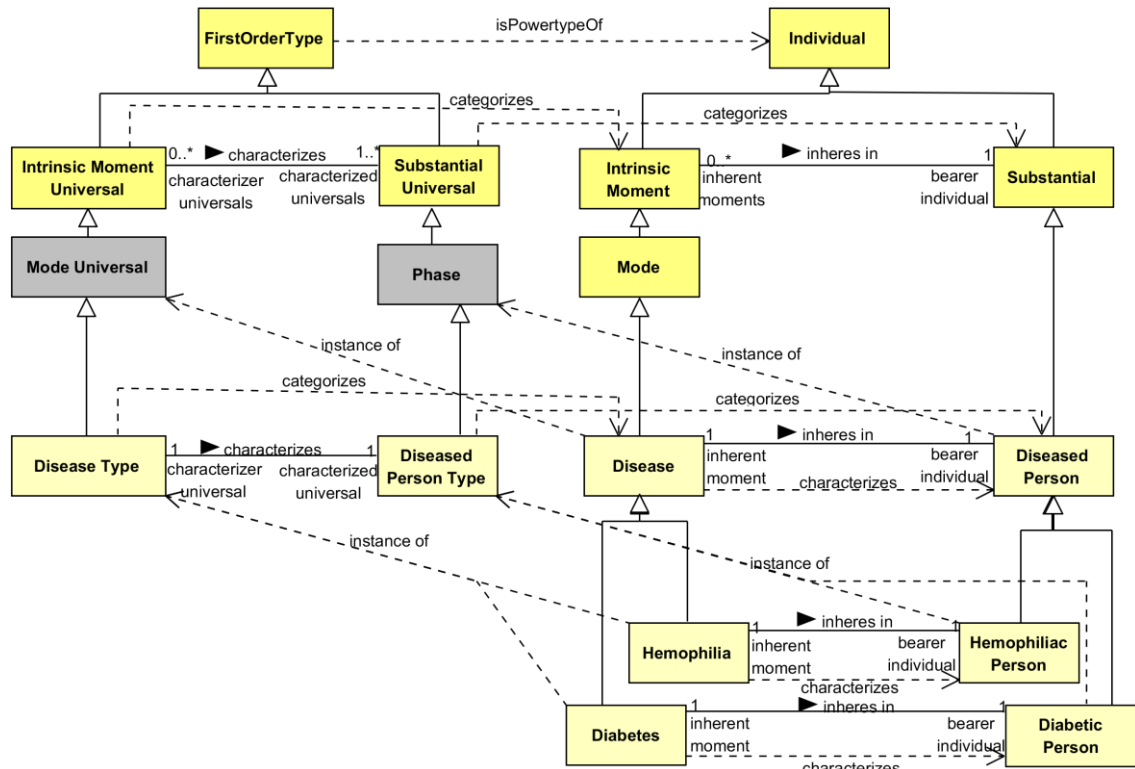 isPowertypeOf
FirstOrderType
Individual
categorizes
categorizes
0..*
characterizes
1..*
inheres in
1
Intrinsic Moment
Universal
Substantial
Universal
Intrinsic
Moment
0..*
Substantial
characterizer
universals
characterized
universals
inherent
moments
bearer
individual
Mode Universal
Phase
Mode
instance of
instance of
categorizes
categorizes
1
characterizes
1
1
inheres in
1
Disease Type
Diseased
Person Type
Disease
Diseased
Person
characterizer
universal
characterized
universal
inherent
moment
bearer
individual
characterizes
instance of
instance of
1
inheres in
1
Hemophilia
inherent
moment
bearer
individual
Hemophiliac
Person
characterizes
1
inheres in
1
Diabetes
inherent
moment
bearer
individual
Diabetic
Person
characterizes